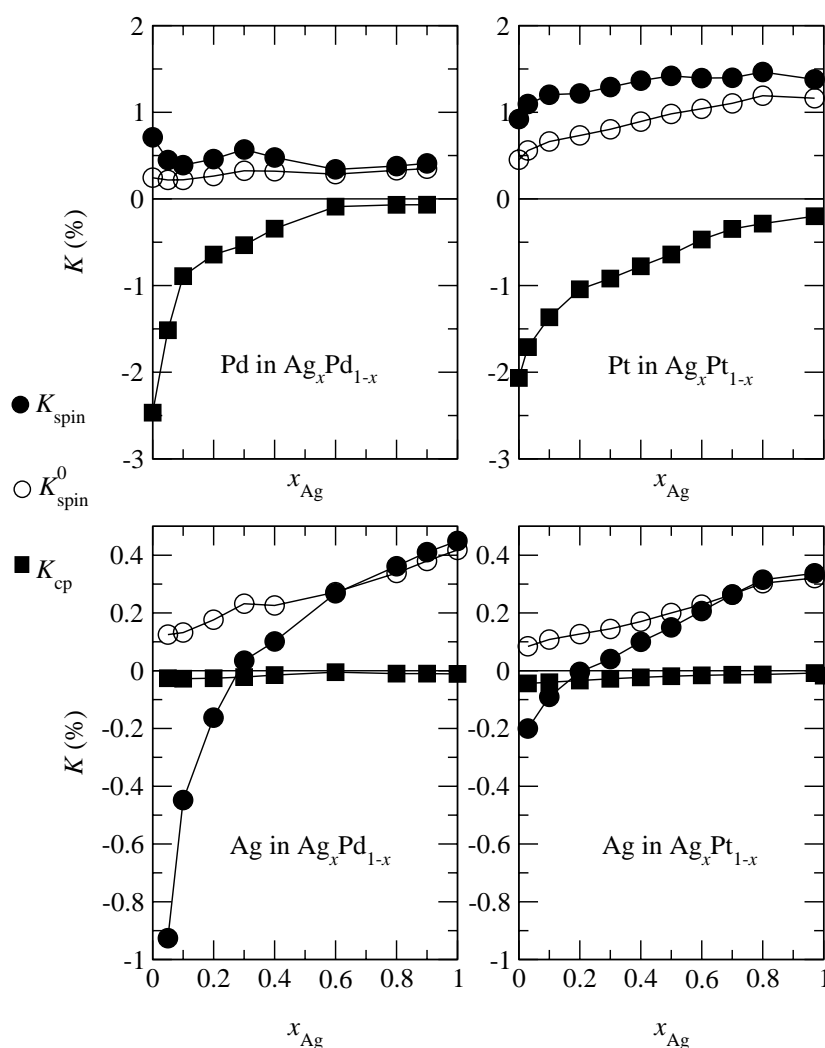 2
2
1
1
0
0
K (%)
-1
-1
-2
-2
Pd in AgxPd1-x
Pt in AgxPt1-x
-3
-3
xAg
xAg
Kspin
K0spin
Kcp
0.4
0.4
0.2
0.2
0
0
K (%)
-0.2
-0.2
-0.4
-0.4
-0.6
-0.6
Ag in AgxPd1-x
Ag in AgxPt1-x
-0.8
-0.8
-1
-1
0 0.2 0.4 0.6 0.8 1
0 0.2 0.4 0.6 0.8 1
xAg
xAg